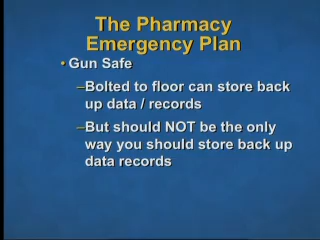 The Pharmacy
Emergency Plan
• Gun Safe
–Bolted to floor can store back
up data / records
–But should NOT be the only
way you should store back up
data records